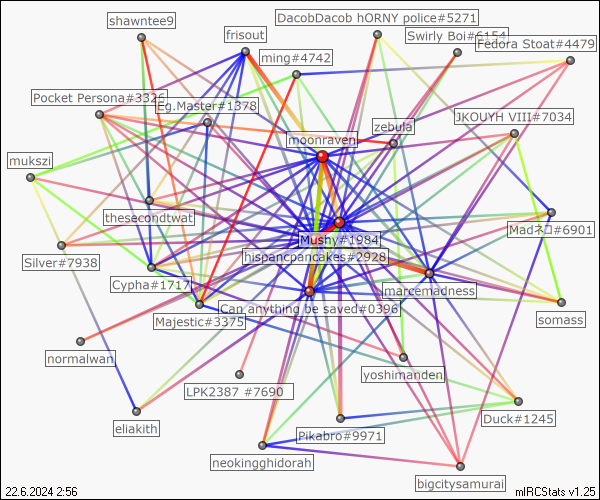 DacobDacob hORNY police#5271
shawntee9
frisout
Swirly Boi#6154
Fedora Stoat#4479
ming#4742
Pocket Persona#3326
Eg.Master#1378
JKOUYH VIII#7034
zebula
moonraven
mukszi
thesecondtwat
Madネコ#6901
Mushy#1984
hispancpancakes#2928
Silver#7938
Cypha#1717
marcemadness
Can anything be saved#0398
somass
Majestic#3375
normalwan
yoshimandenj
LPK2387 #7690
Duck#1245
eliakith
Pikabro#9971
neokingghidorah
bigcitysamurai
22.6.2024 2:56
mIRCStats v1.25